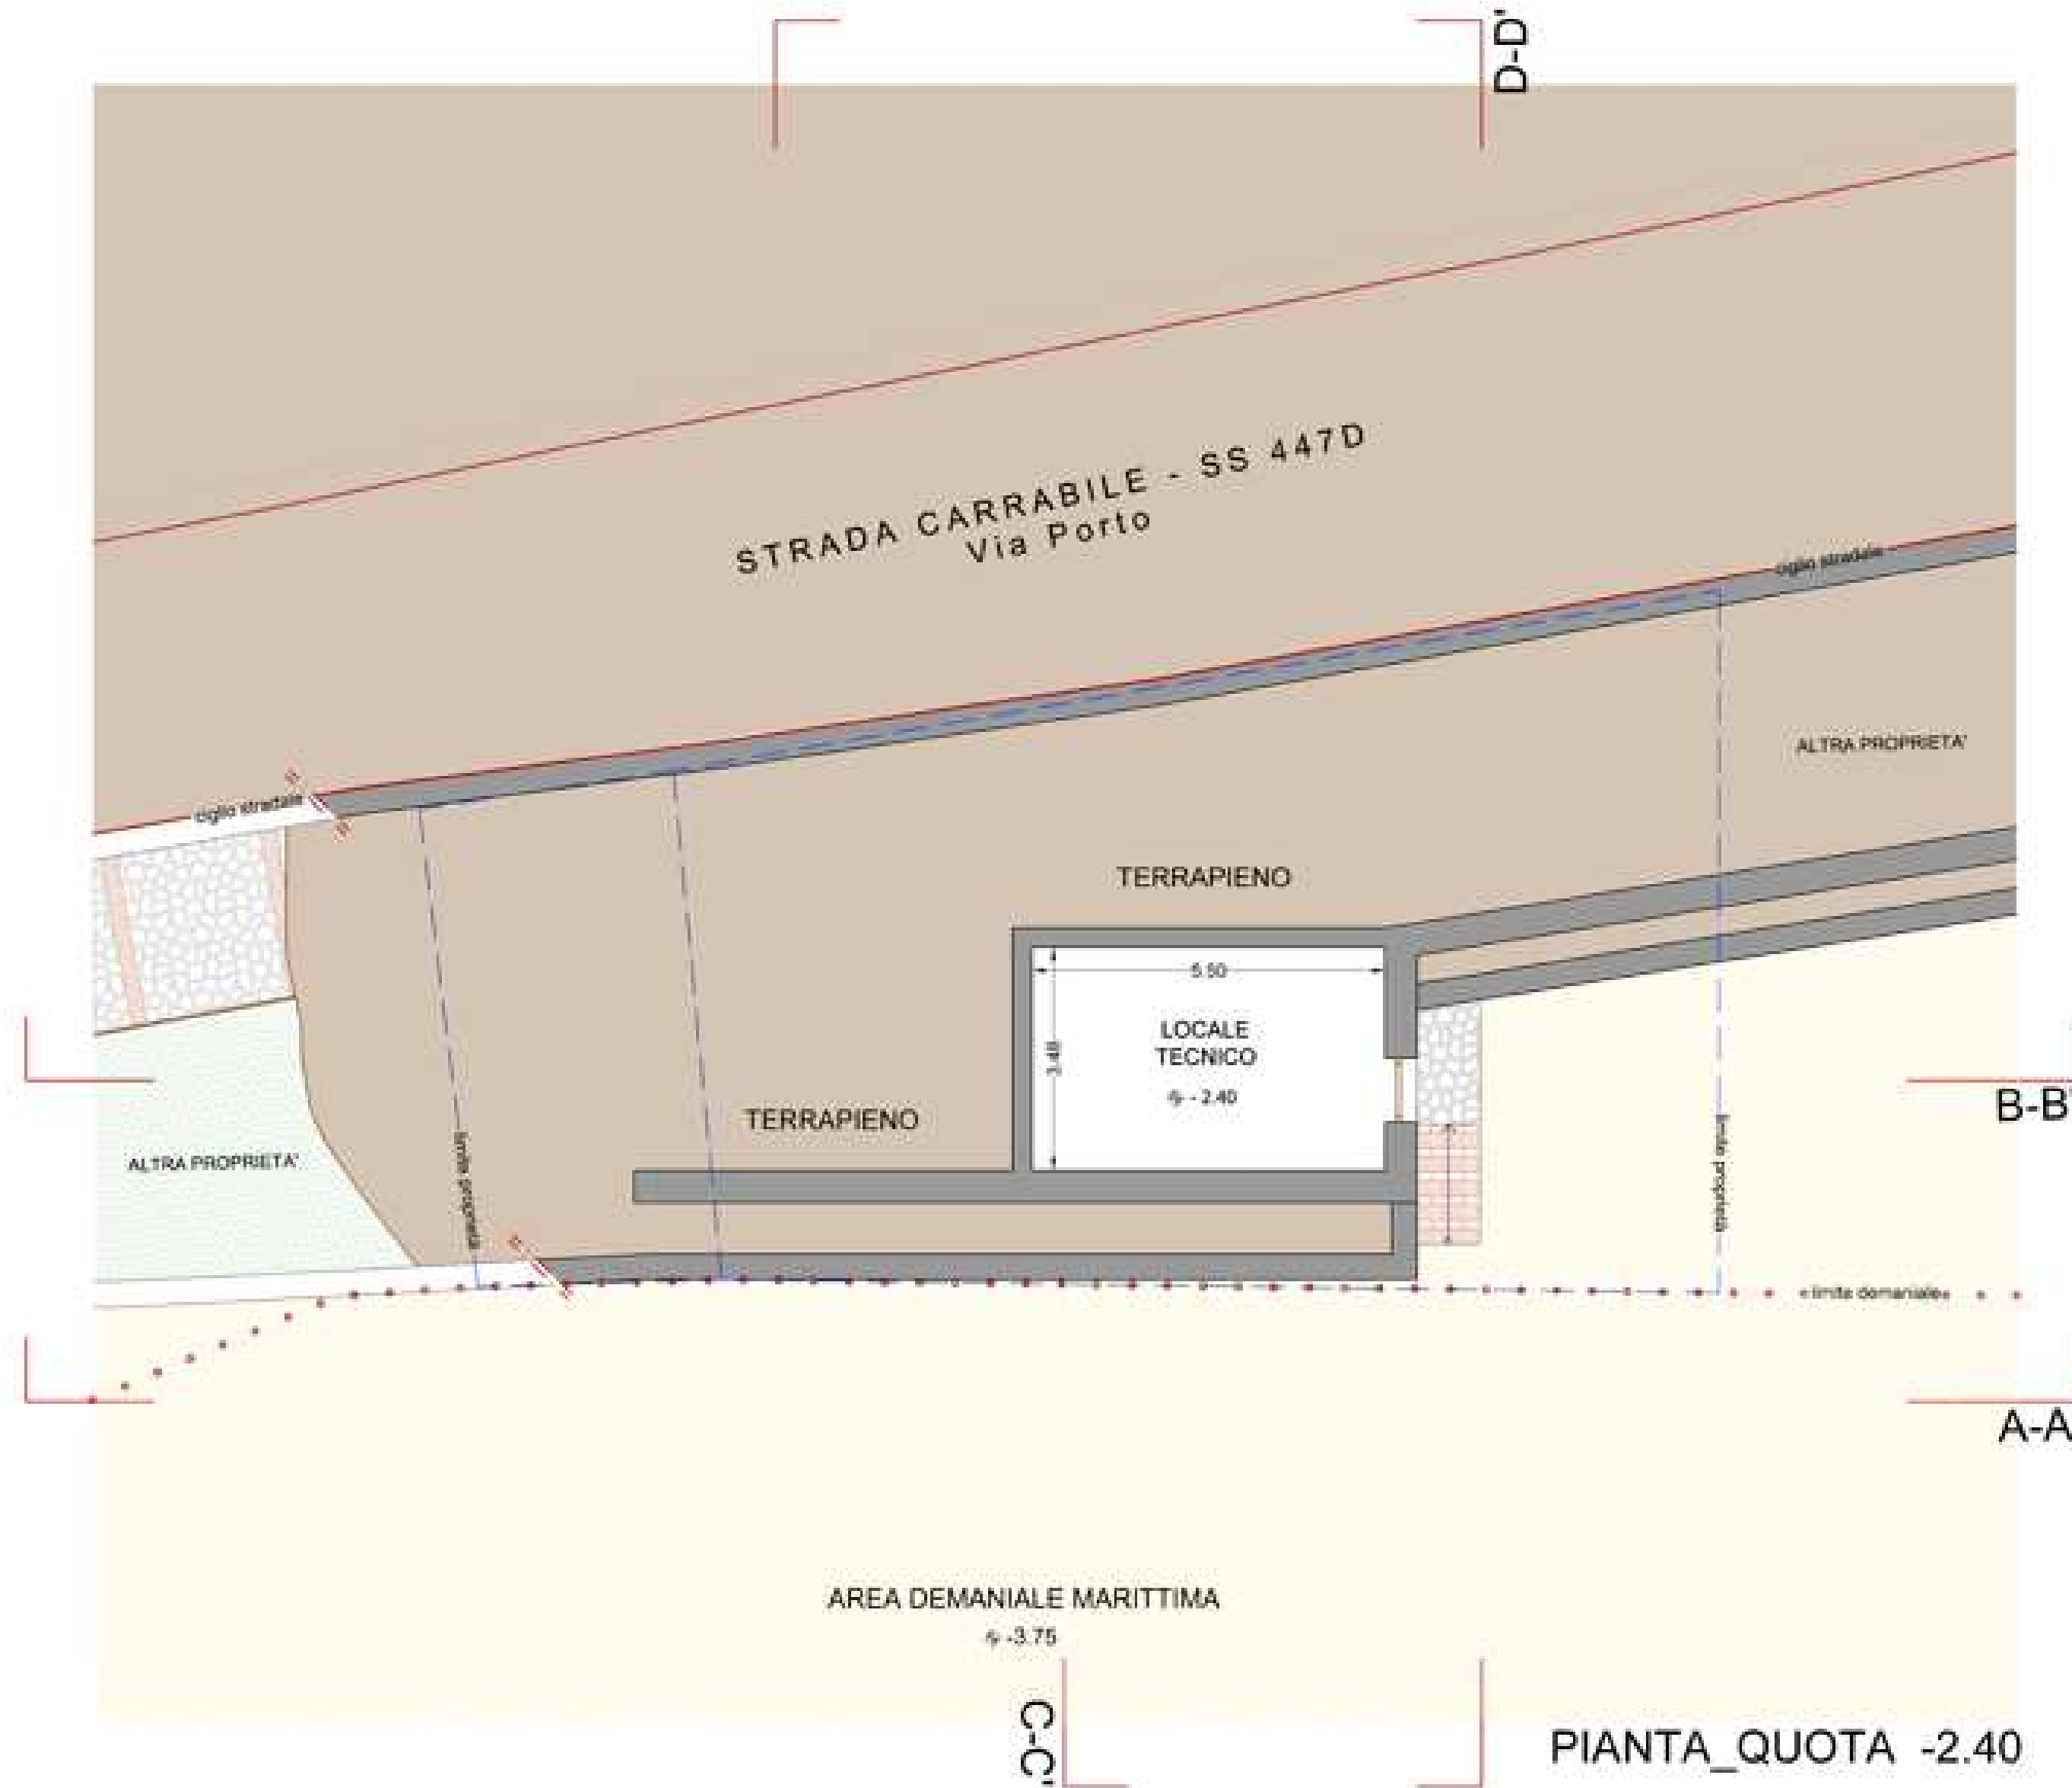 D-D'
STRADA CARRABILE - SS 447D
Via Porto
ciglio stradale
ALTRA PROPRIETA'
ciglio stradale
TERRAPIENO
5.50
LOCALE
TECNICO
3.48
- 2.40
B-B'
TERRAPIENO
ALTRA PROPRIETA'
limite proprietà
limite proprietà
limite demaniale
A-A
AREA DEMANIALE MARITTIMA
-3.75
C-C'
PIANTA_QUOTA -2.40